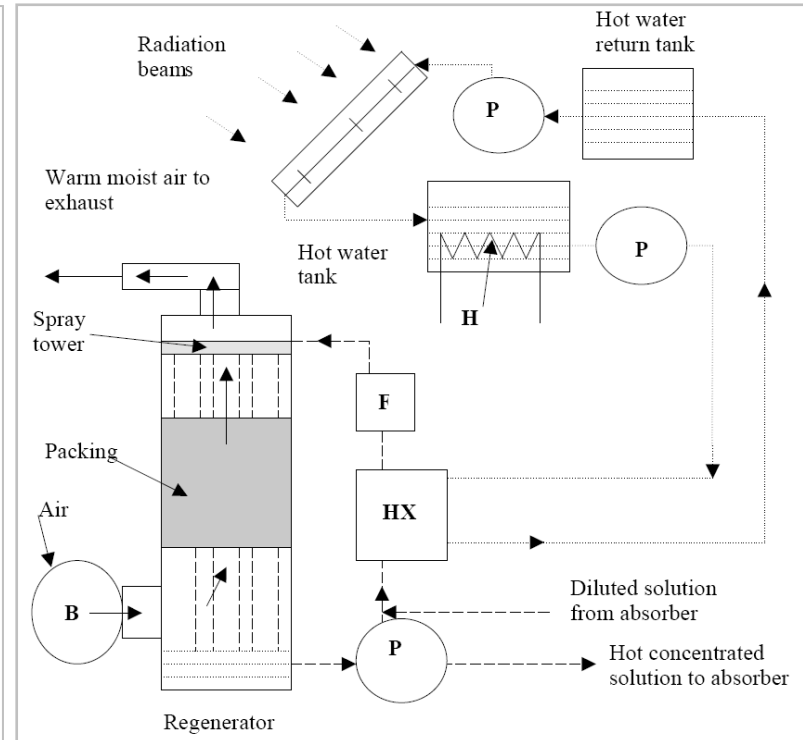 Radiation
beams
Hot water
return tank
P
Warm moist air to
exhaust
Hot water
tank
P
H
Spray
tower
F
Packing
Air
HX
B
Diluted solution
from absorber
P
Hot concentrated
solution to absorber
Regenerator